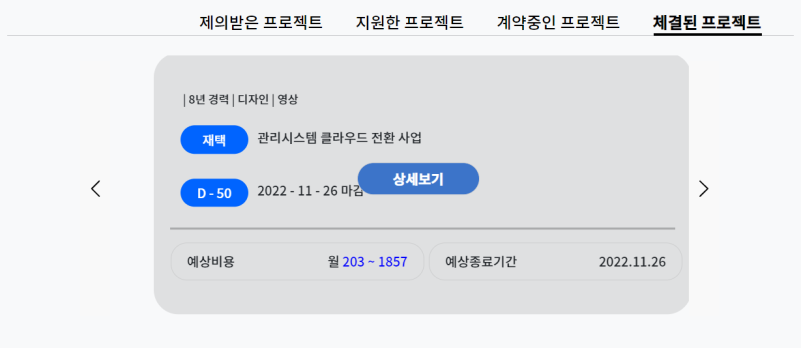 제의받은 프로젝트 지원한 프로젝트 계약중인 프로젝트 체결된 프로젝트
| 8년 경력 | 디자인 | 영상
재택 관리시스템 클라우드 전환 사업
D - 50 2022 - 11 - 26 마감
상세보기
예상비용 월 203 ~ 1857 예상종료기간 2022.11.26